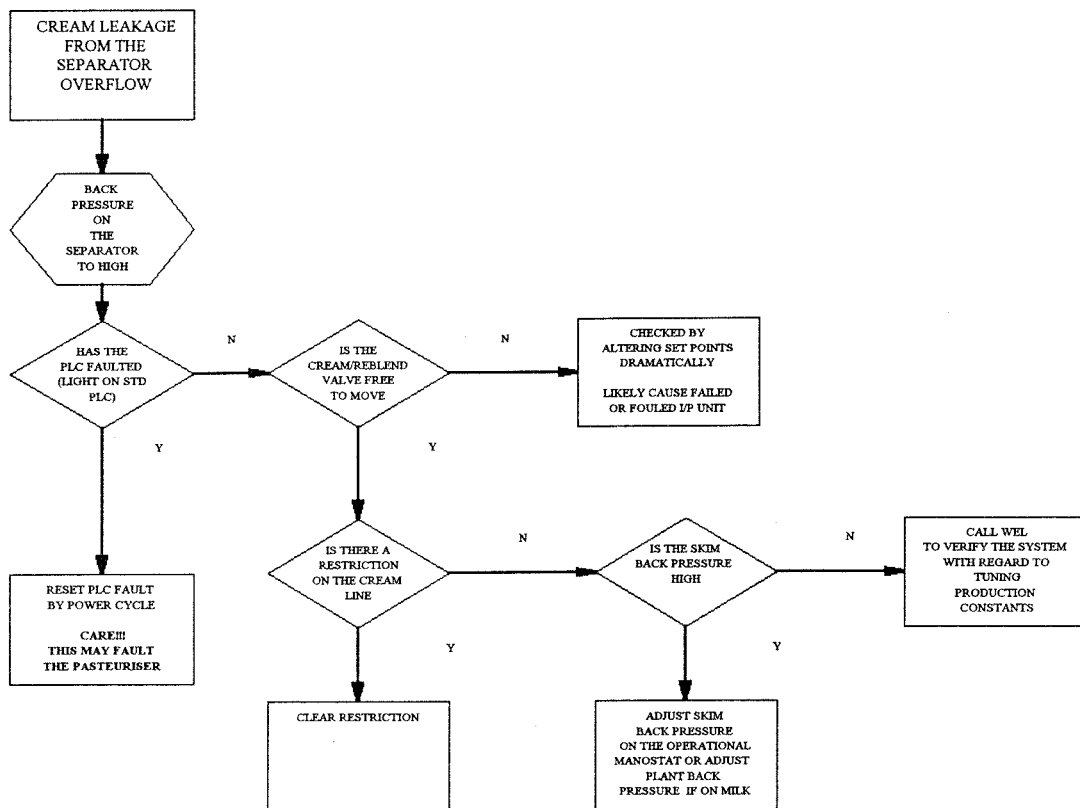 CREAM LEAKAGE
FROM THE
SEPARATOR
OVERFLOW
BACK
PRESSURE
ON
THE
SEPARATOR
TO HIGH
HAS THE
PLC FAULTED
(LIGHT ON STD
PLC)
N
IS THE
CREAM/REBLEND
VALVE FREE
TO MOVE
N
CHECKED BY
ALTERING SET POINTS
DRAMATICALLY
LIKELY CAUSE FAILED
OR FOULED I/P UNIT
Y
Y
RESET PLC FAULT
BY POWER CYCLE
CARE!!!
THIS MAY FAULT
THE PASTEURISER
IS THERE A
RESTRICTION
ON THE CREAM
LINE
N
IS THE SKIM
BACK PRESSURE
HIGH
N
CALL WEL
TO VERIFY THE SYSTEM
WITH REGARD TO
TUNING
PRODUCTION
CONSTANTS
Y
Y
CLEAR RESTRICTION
ADJUST SKIM
BACK PRESSURE
ON THE OPERATIONAL
MANOSTAT OR ADJUST
PLANT BACK
PRESSURE IF ON MILK